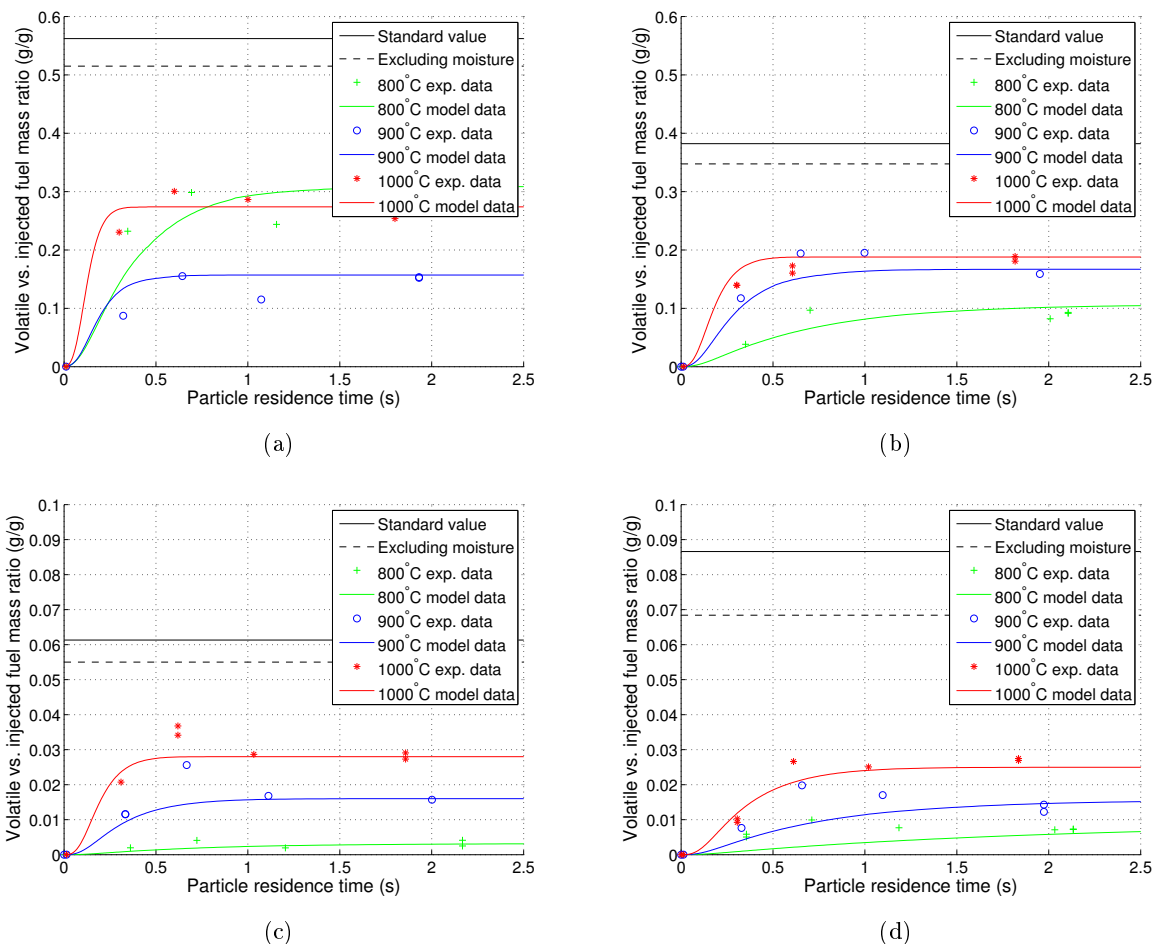 Volatile vs. injected fuel mass ratio (g/g)
0.6
0.5
0.4
0.3
0.2
0.1
0
0 0.5 1 1.5 2 2.5
Particle residence time (s)
Standard value
Excluding moisture
800°C exp. data
800°C model data
900°C exp. data
900°C model data
1000°C exp. data
1000°C model data
(a)
Volatile vs. injected fuel mass ratio (g/g)
0.6
0.5
0.4
0.3
0.2
0.1
0
0 0.5 1 1.5 2 2.5
Particle residence time (s)
Standard value
Excluding moisture
800°C exp. data
800°C model data
900°C exp. data
900°C model data
1000°C exp. data
1000°C model data
(b)
Volatile vs. injected fuel mass ratio (g/g)
0.1
0.09
0.08
0.07
0.06
0.05
0.04
0.03
0.02
0.01
0
0 0.5 1 1.5 2 2.5
Particle residence time (s)
Standard value
Excluding moisture
800°C exp. data
800°C model data
900°C exp. data
900°C model data
1000°C exp. data
1000°C model data
(c)
Volatile vs. injected fuel mass ratio (g/g)
0.1
0.09
0.08
0.07
0.06
0.05
0.04
0.03
0.02
0.01
0
0 0.5 1 1.5 2 2.5
Particle residence time (s)
Standard value
Excluding moisture
800°C exp. data
800°C model data
900°C exp. data
900°C model data
1000°C exp. data
1000°C model data
(d)